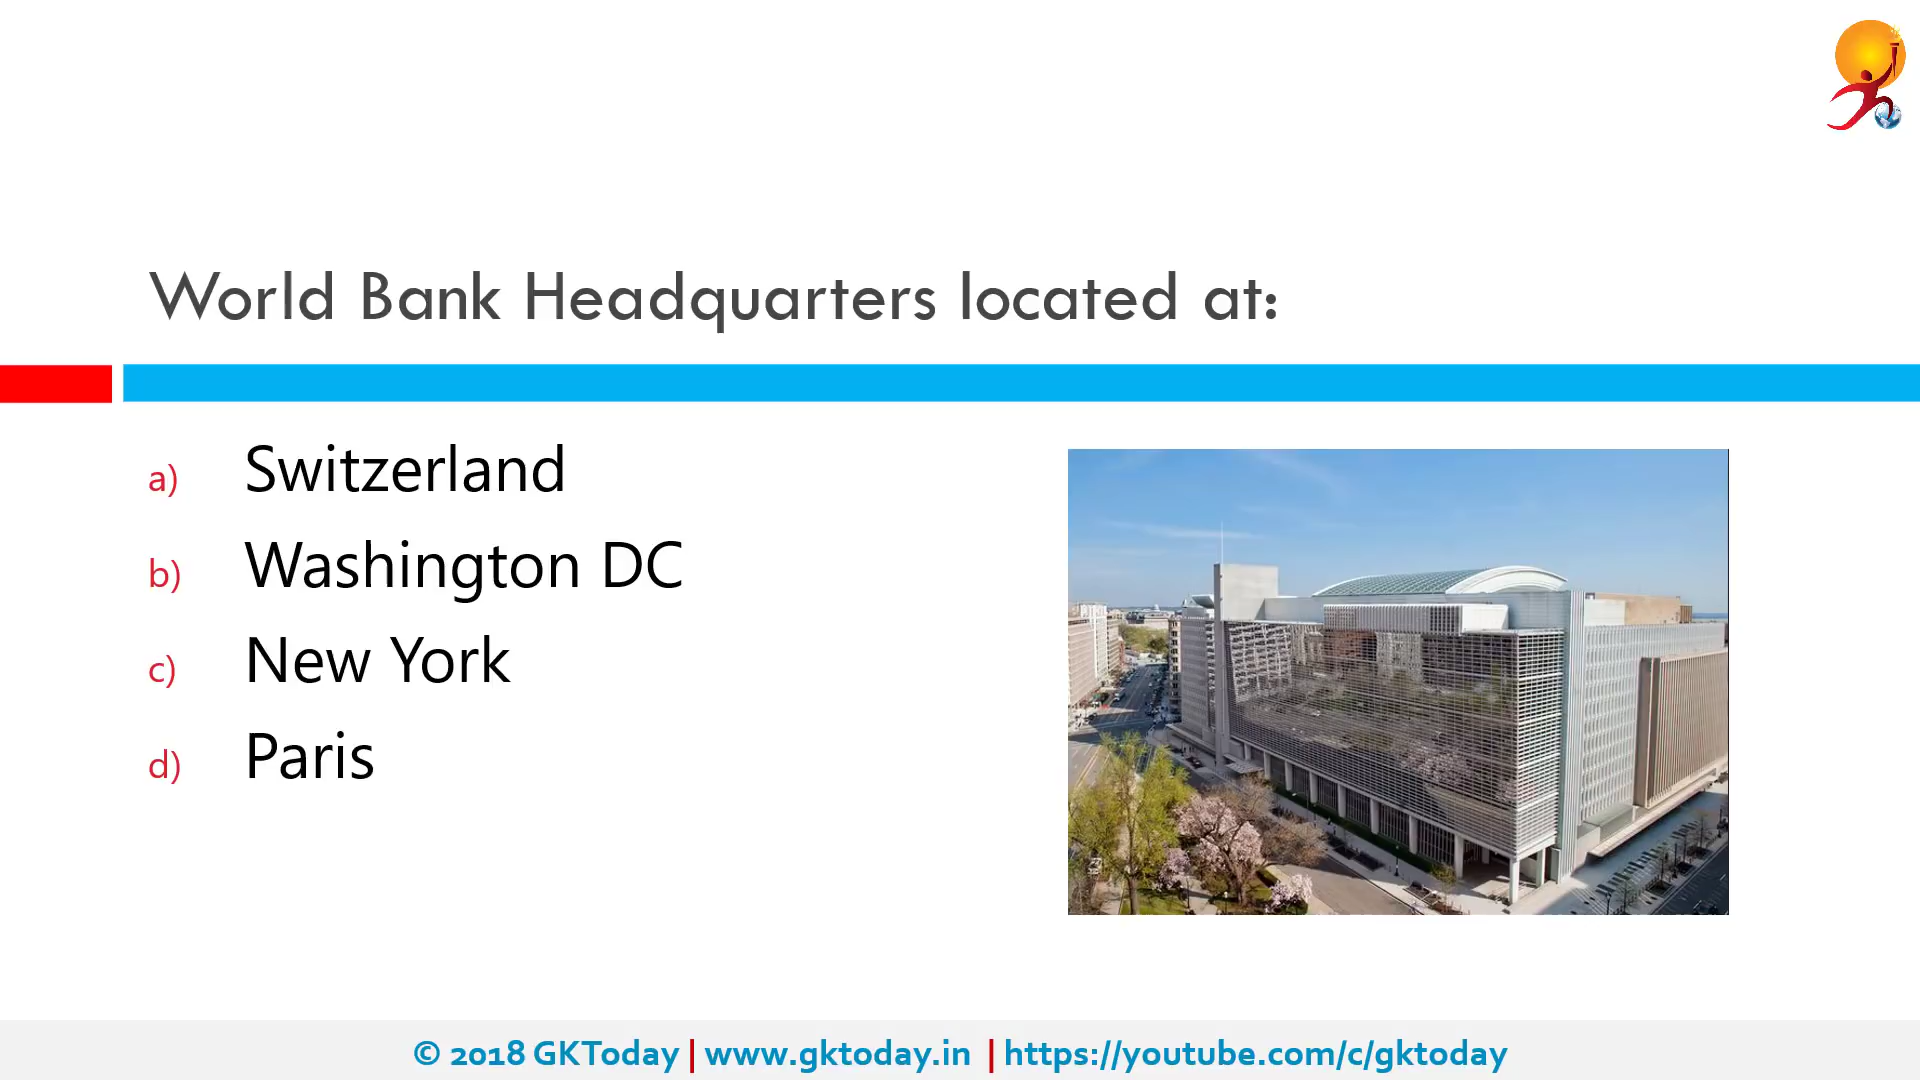 World Bank Headquarters located at:
a) Switzerland
b) Washington DC
c) New York
d) Paris
© 2018 GKToday | www.gktoday.in | https://youtube.com/c/gktoday